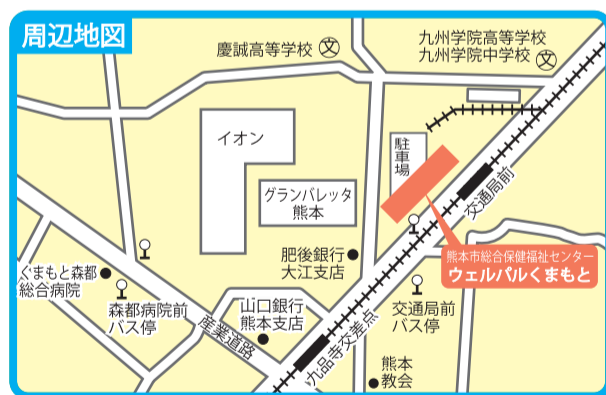 周辺地図
慶誠高等学校
文
九州学院高等学校
九州学院中学校
文
イオン
駐車場
グランパレッタ
熊本
交通局前
熊本市総合保健福祉センター
ウェルパルくまもと
肥後銀行
大江支店
くまもと森都
総合病院
森都病院前
バス停
山口銀行
熊本支店
産業道路
九品寺交差点
交通局前
バス停
熊本
教会